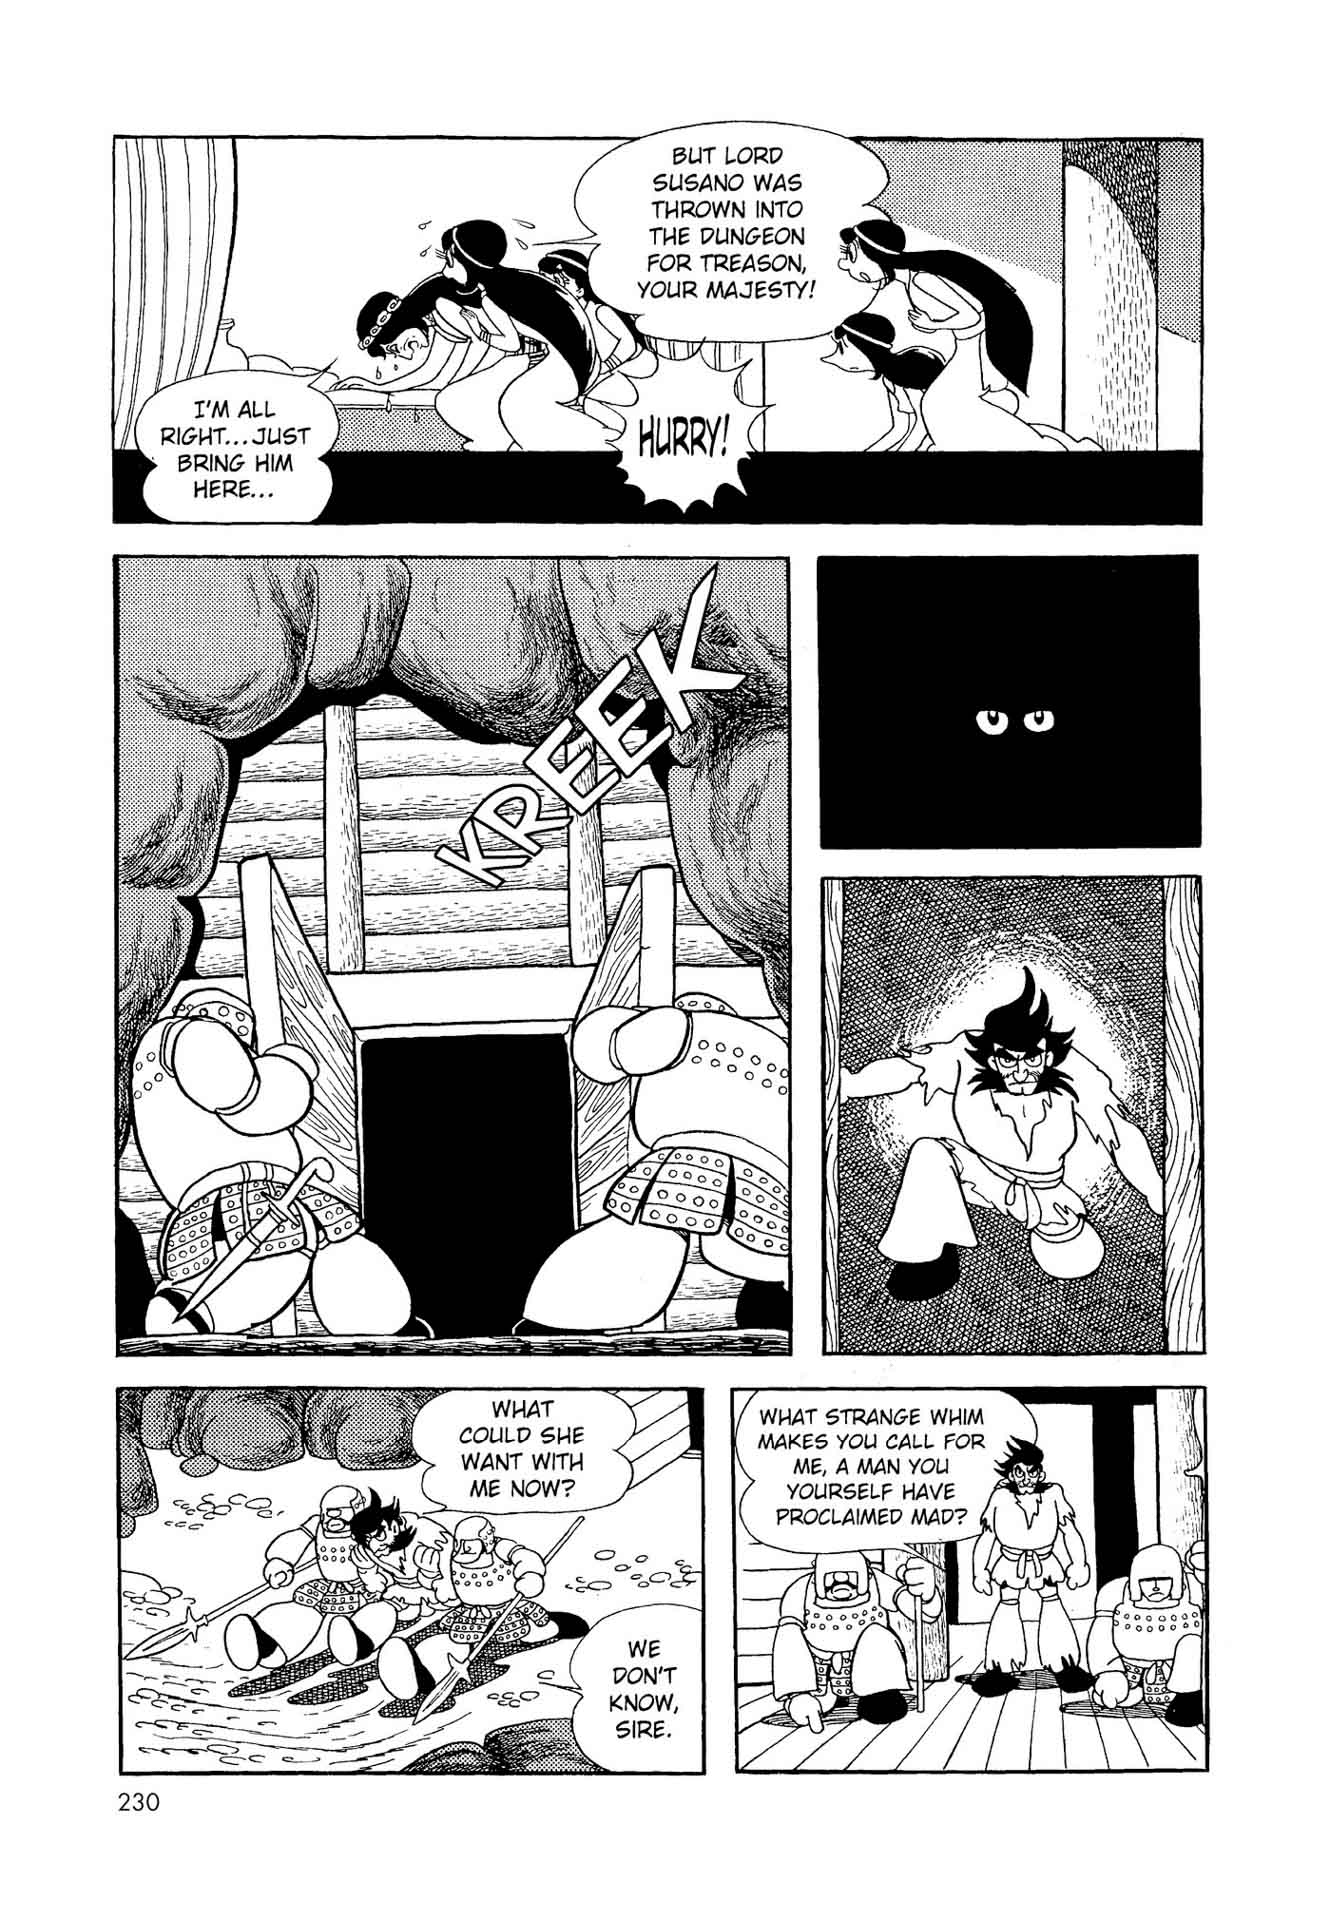 BUT LORD
SUSANO WAS
THROWN INTO
THE DUNGEON
FOR TREASON,
YOUR MAJESTY!
I'M ALL
RIGHT...JUST
BRING HIM
HERE...
HURRY!
KREEK
WHAT
COULD SHE
WANT WITH
ME NOW?
WE
DON'T
KNOW,
SIRE.
WHAT STRANGE WHIM
MAKES YOU CALL FOR
ME, A MAN YOU
YOURSELF HAVE
PROCLAIMED MAD?
230